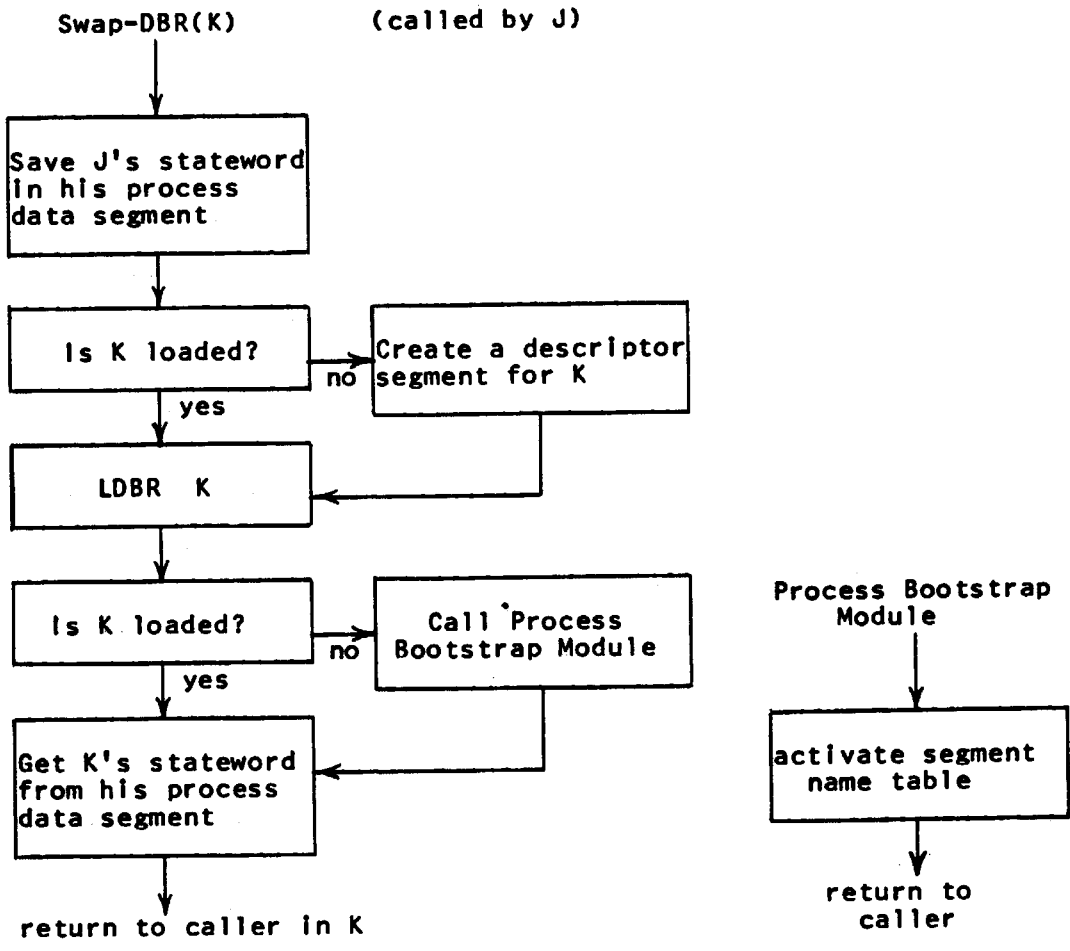 Swap-DBR(K) (called by J)
Save J's stateword
in his process
data segment
Is K loaded?
no
Create a descriptor
segment for K
yes
LDBR K
Is K loaded?
no
Call Process
Bootstrap Module
yes
Get K's stateword
from his process
data segment
return to caller in K
Process Bootstrap
Module
activate segment
name table
return to
caller